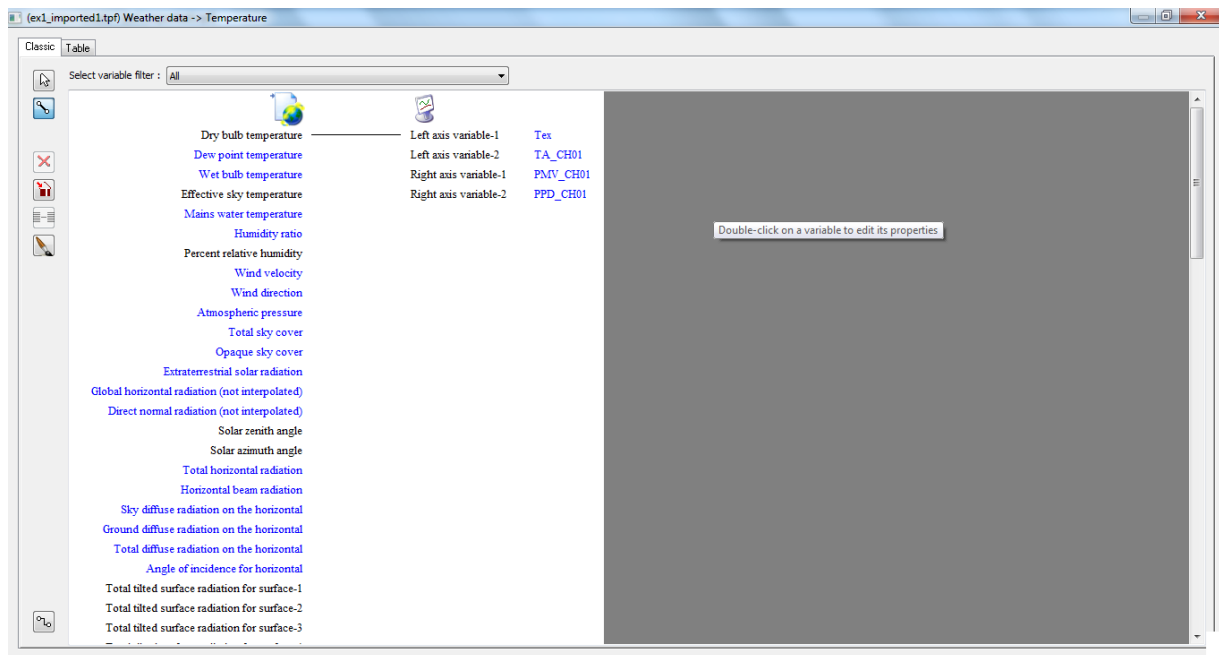 (ex1_imported1.tpf) Weather data -> Temperature
Classic Table
Select variable filter : All
Dry bulb temperature Left axis variable-1 Tex
Dew point temperature Left axis variable-2 TA_CH01
Wet bulb temperature Right axis variable-1 PMV_CH01
Effective sky temperature Right axis variable-2 PPD_CH01
Mains water temperature
Double-click on a variable to edit its properties
Humidity ratio
Percent relative humidity
Wind velocity
Wind direction
Atmospheric pressure
Total sky cover
Opaque sky cover
Extraterrestrial solar radiation
Global horizontal radiation (not interpolated)
Direct normal radiation (not interpolated)
Solar zenith angle
Solar azimuth angle
Total horizontal radiation
Horizontal beam radiation
Sky diffuse radiation on the horizontal
Ground diffuse radiation on the horizontal
Total diffuse radiation on the horizontal
Angle of incidence for horizontal
Total tilted surface radiation for surface-1
Total tilted surface radiation for surface-2
Total tilted surface radiation for surface-3